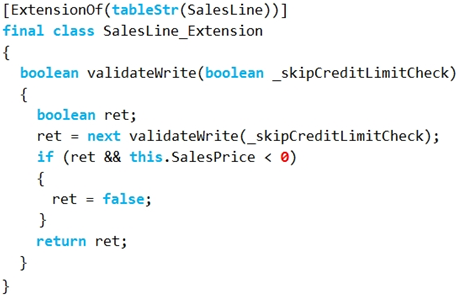 [ExtensionOf(tableStr(SalesLine))]
final class SalesLine_Extension
{
  boolean validateWrite(boolean _skipCreditLimitCheck)
  {
    boolean ret;
    ret = next validateWrite(_skipCreditLimitCheck);
    if (ret && this.SalesPrice < 0)
    {
      ret = false;
    }
    return ret;
  }
}